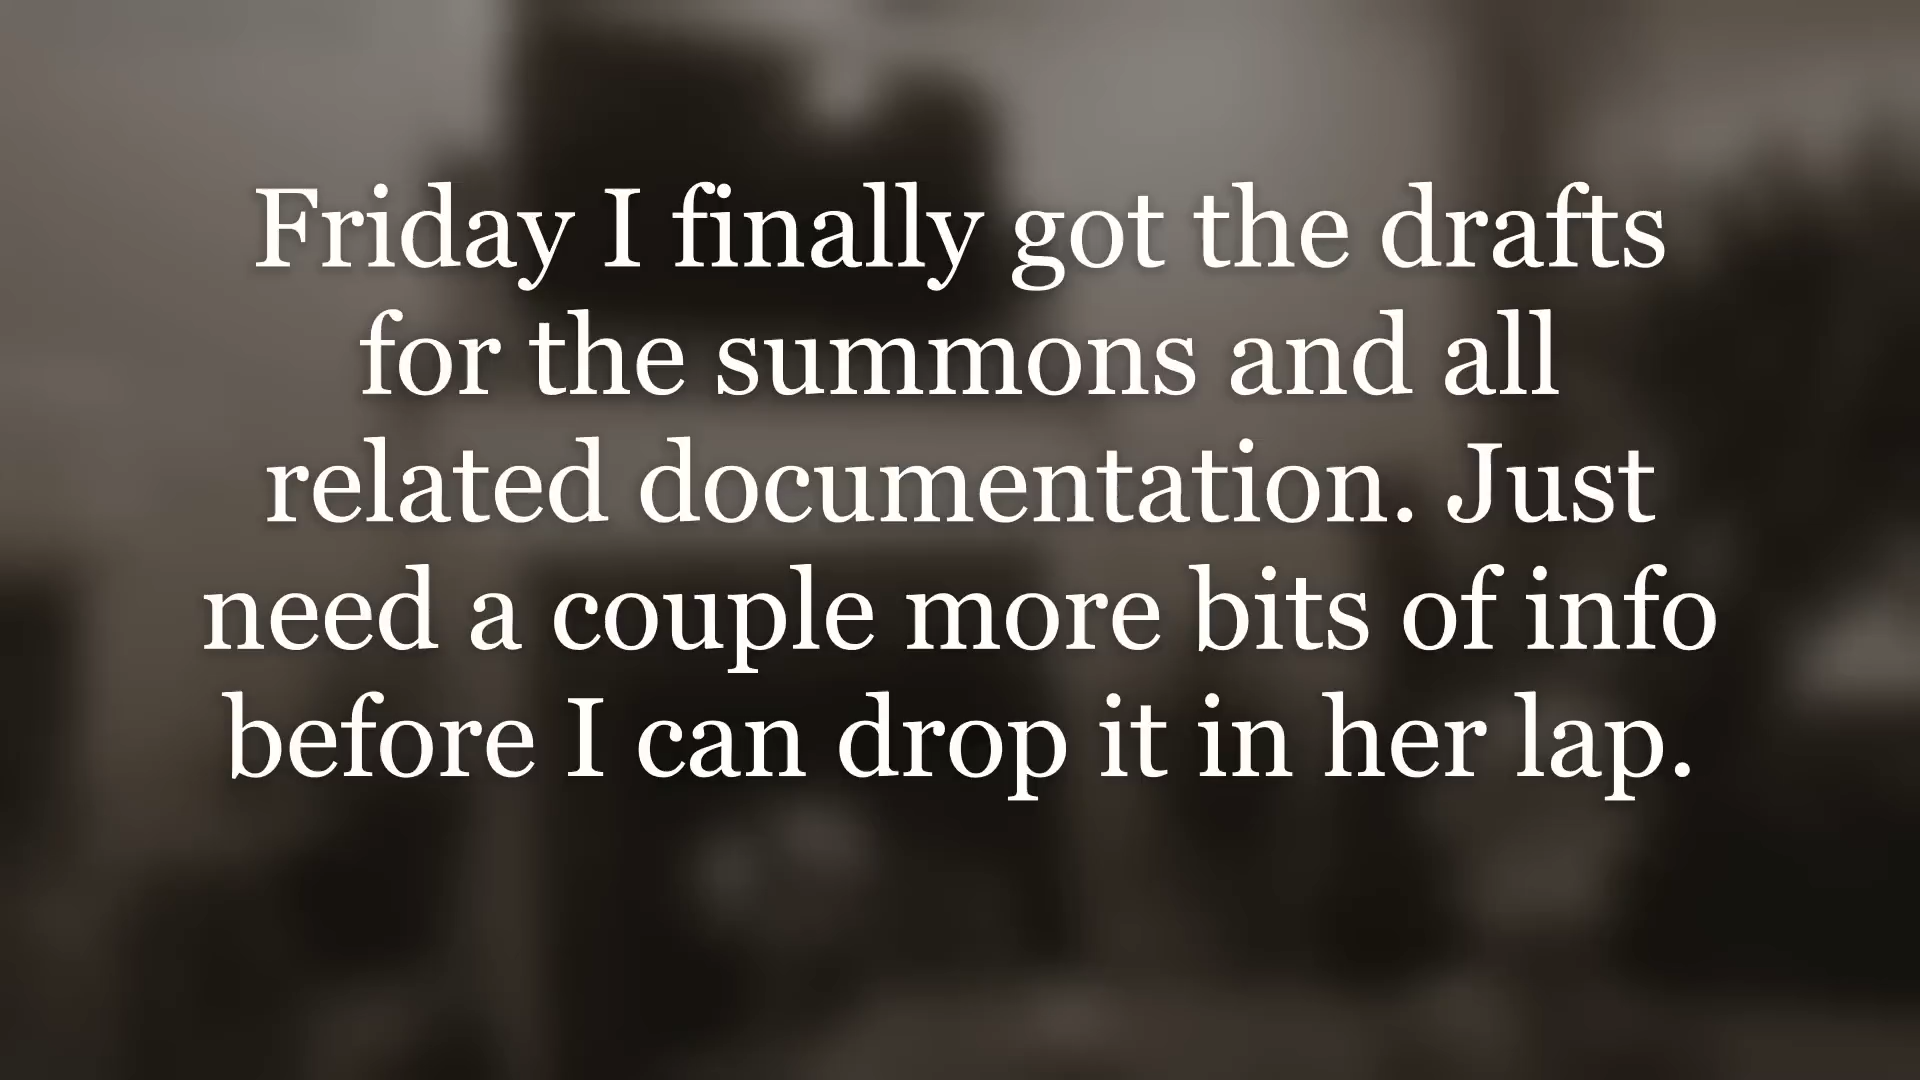 Friday I finally got the drafts
for the summons and all
related documentation. Just
need a couple more bits of info
before I can drop it in her lap.